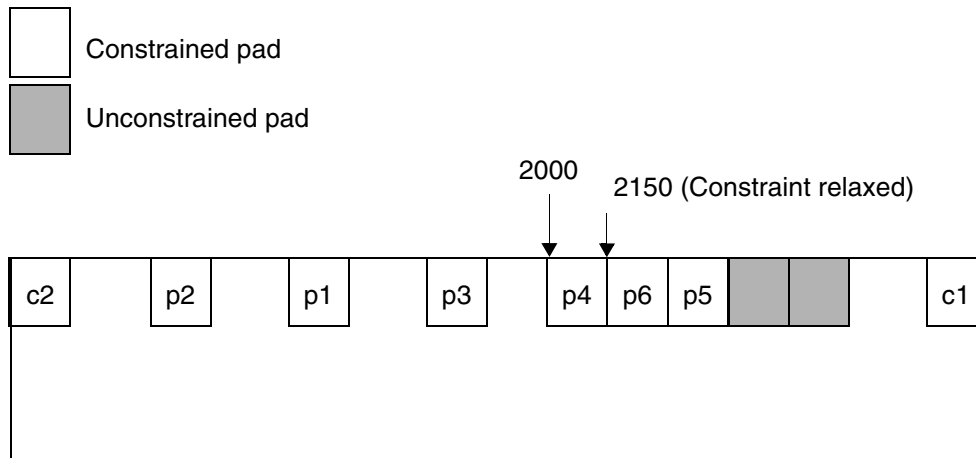 Constrained pad
Unconstrained pad
2000
2150 (Constraint relaxed)
c2 p2 p1 p3 p4 p6 p5 c1